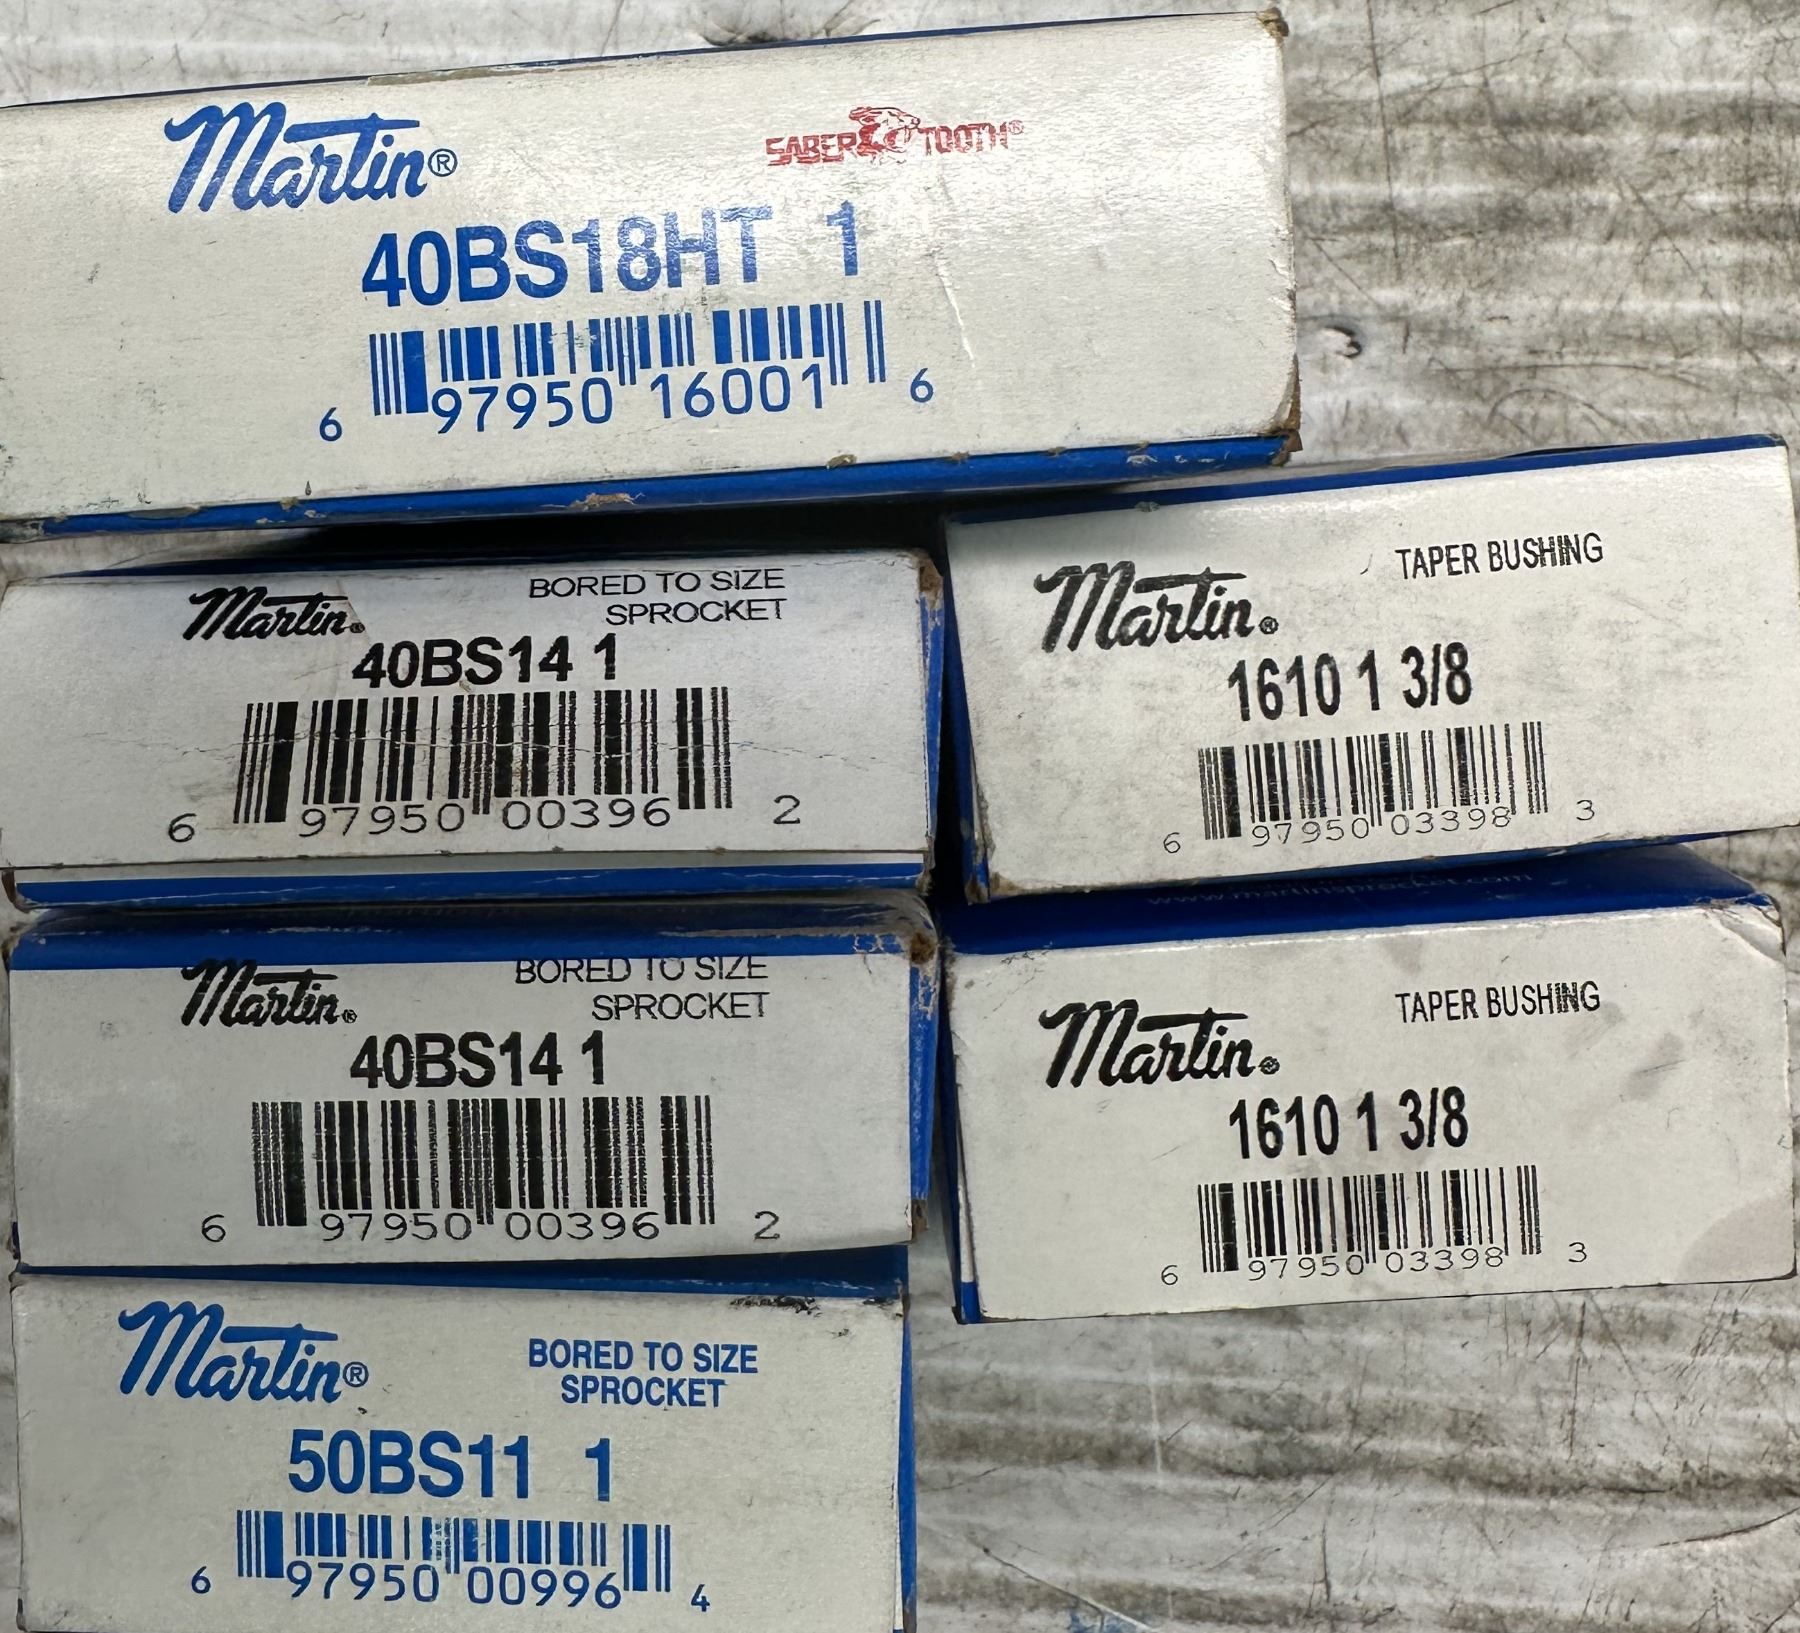 Martin®
SABER TOOTH®
40BS18HT 1
6 97950 16001 6
Martin®
BORED TO SIZE
SPROCKET
40BS14 1
6 97950 00396 2
Martin®
TAPER BUSHING
1610 1 3/8
6 97950 03398 3
www.martinsprocket.com
Martin®
BORED TO SIZE
SPROCKET
40BS14 1
6 97950 00396 2
Martin®
TAPER BUSHING
1610 1 3/8
6 97950 03398 3
Martin®
BORED TO SIZE
SPROCKET
50BS11 1
6 97950 00996 4